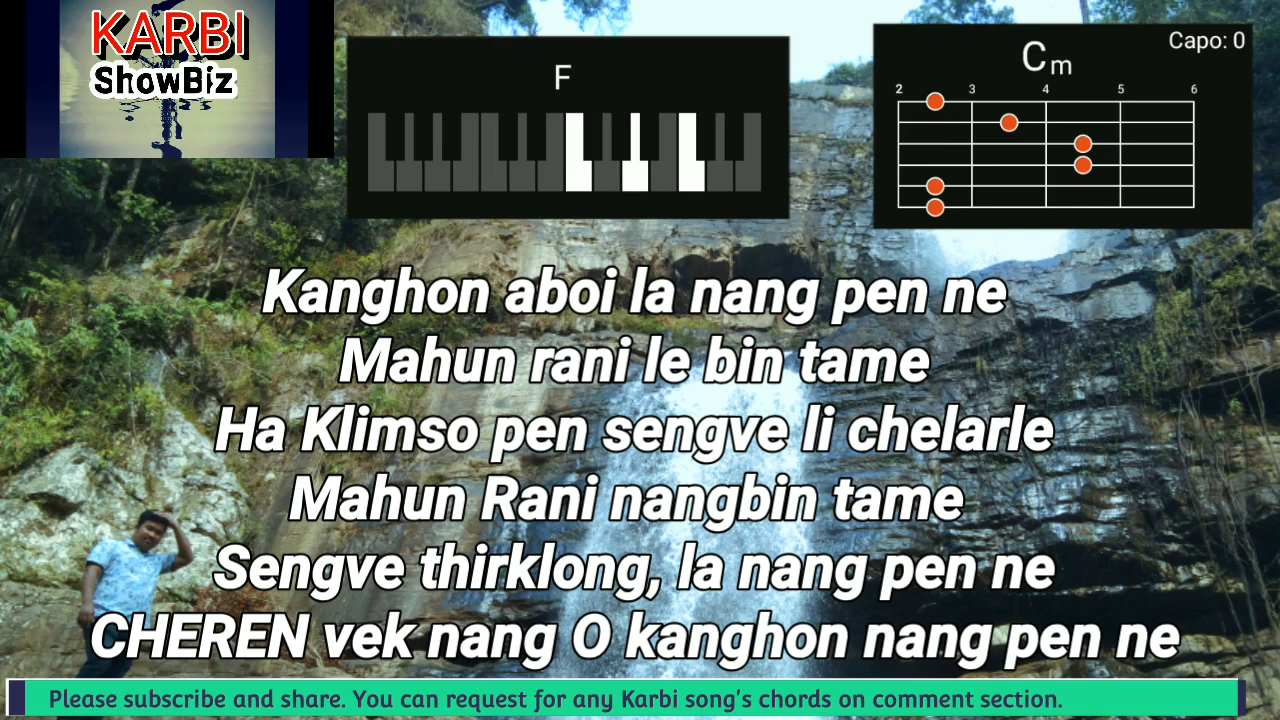 KARBI
ShowBiz
F
Capo: 0
Cm
2 3 4 5 6
Kanghon aboi la nang pen ne
Mahun rani le bin tame
Ha Klimso pen sengve li chelarle
Mahun Rani nangbin tame
Sengve thirklong, la nang pen ne
CHEREN vek nang O kanghon nang pen ne
Please subscribe and share. You can request for any Karbi song's chords on comment section.